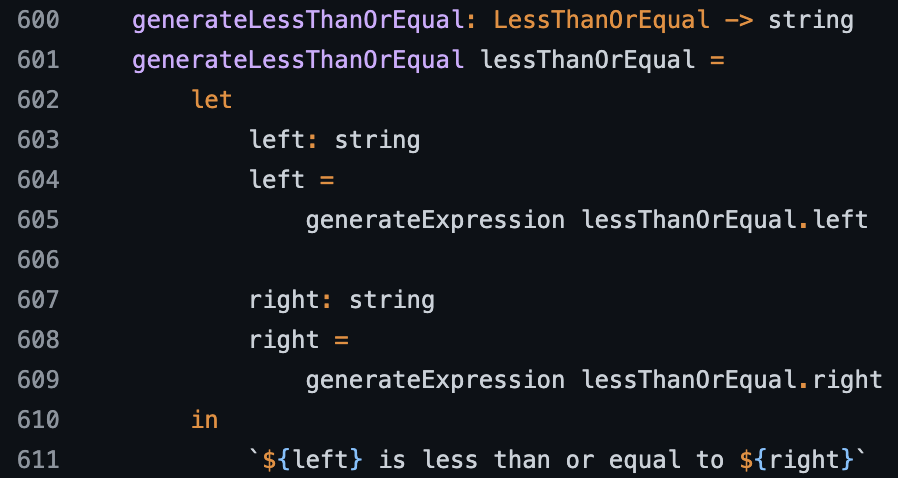 600     generateLessThanOrEqual: LessThanOrEqual -> string
601     generateLessThanOrEqual lessThanOrEqual =
602         let
603             left: string
604             left =
605                 generateExpression lessThanOrEqual.left
606
607             right: string
608             right =
609                 generateExpression lessThanOrEqual.right
610         in
611             `${left} is less than or equal to ${right}`